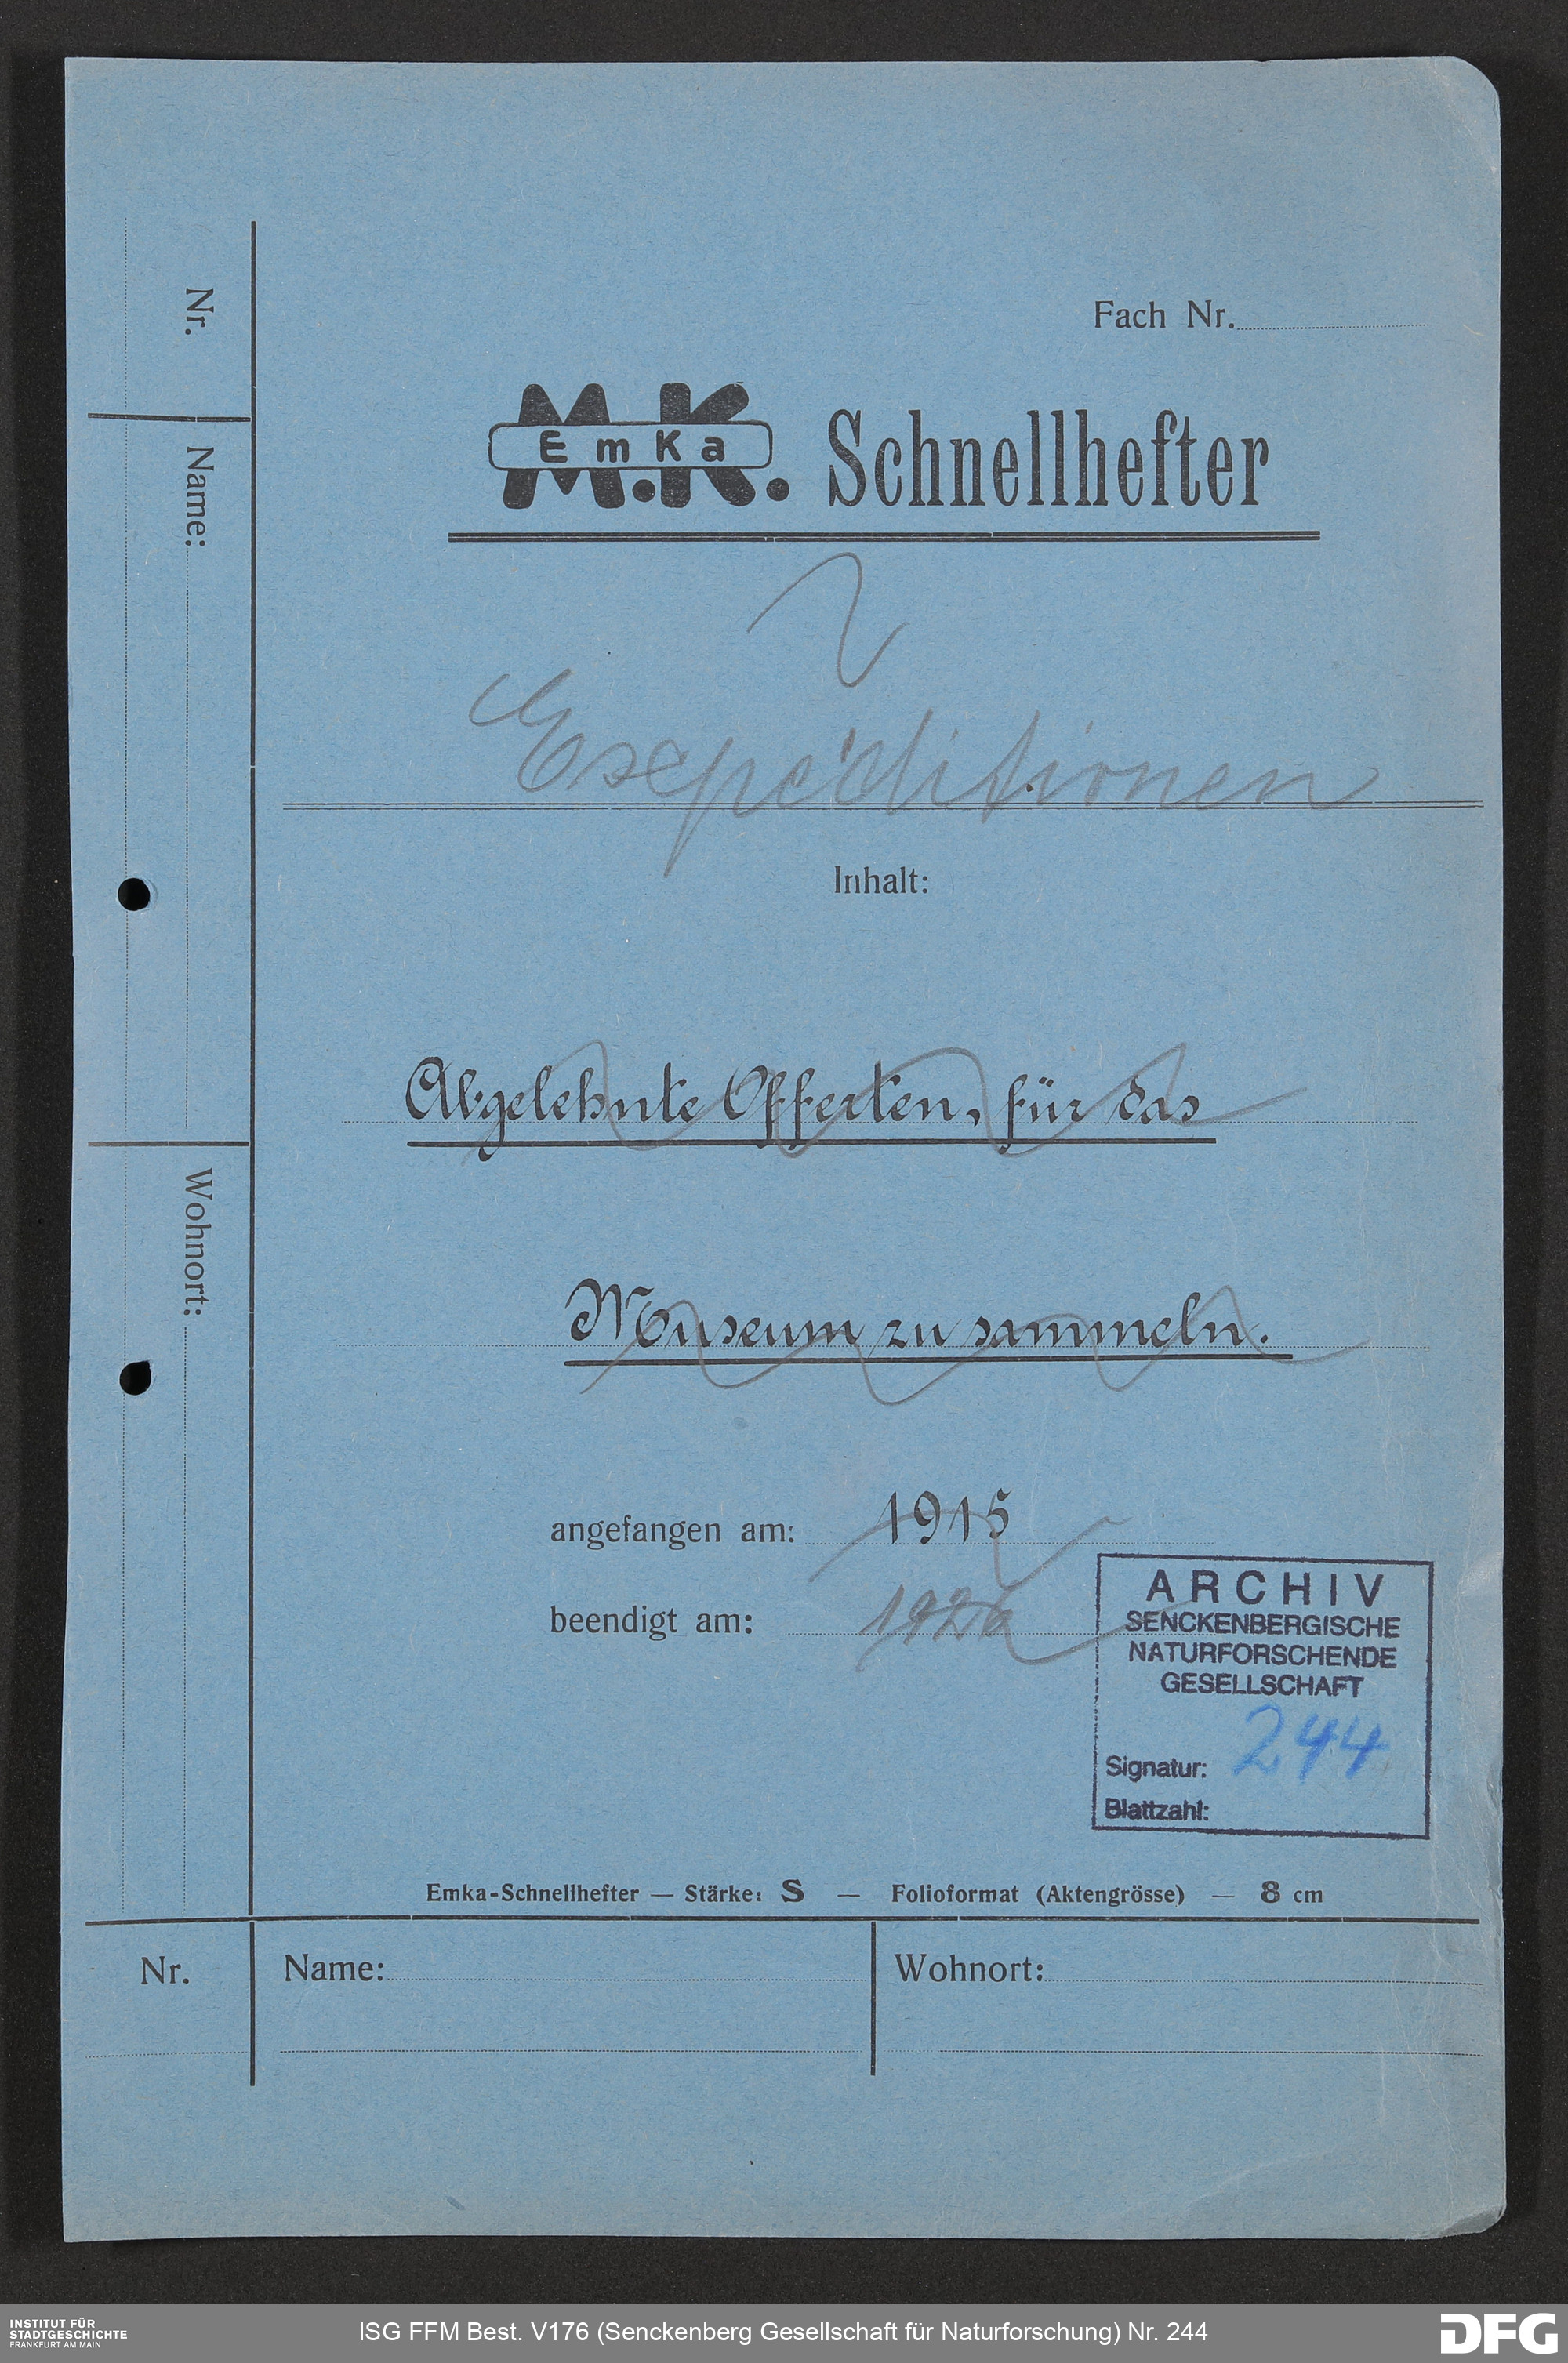 Fach Nr.
M.K. EmKa Schnellhefter
Expeditionen
Inhalt:
Abgelehnte Offerten, für das
Museum zu sammeln.
angefangen am: 1915
beendigt am: 1926
ARCHIV
SENCKENBERGISCHE
NATURFORSCHENDE
GESELLSCHAFT
Signatur: 244
Blattzahl:
Emka-Schnellhefter — Stärke: S — Folioformat (Aktengrösse) — 8 cm
Nr. Name: Wohnort:
Nr. Name: Wohnort:
INSTITUT FÜR
STADTGESCHICHTE
FRANKFURT AM MAIN
ISG FFM Best. V176 (Senckenberg Gesellschaft für Naturforschung) Nr. 244
DFG